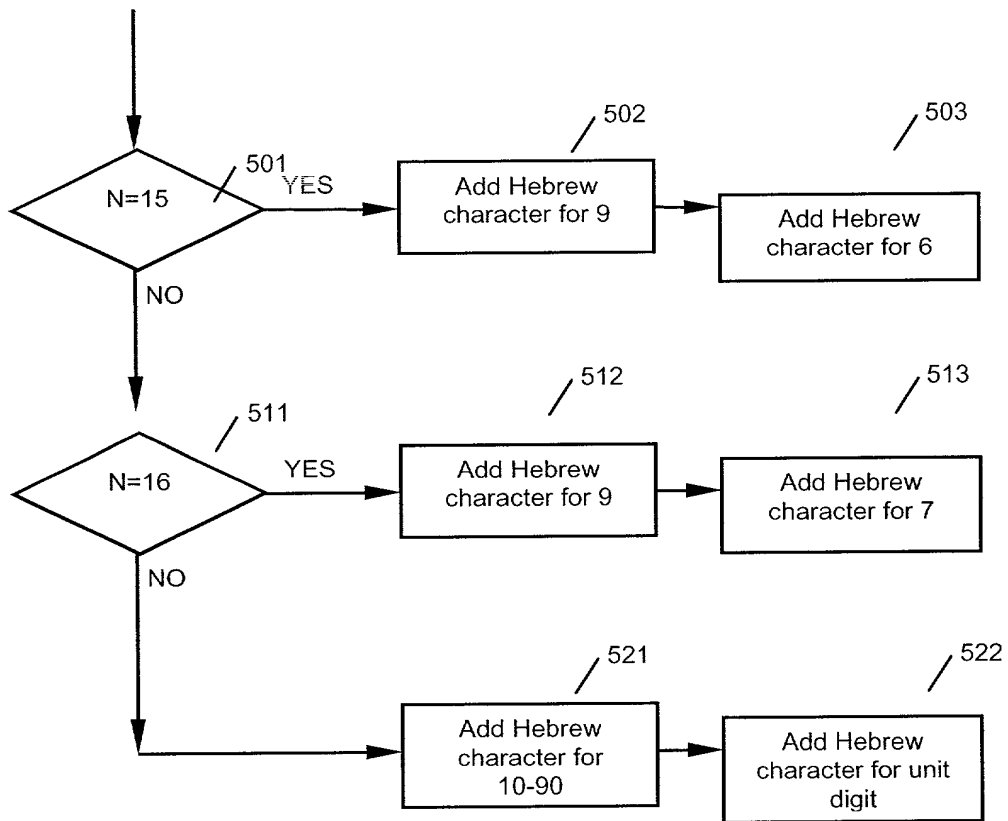 502
503
501
N=15
YES
Add Hebrew
character for 9
Add Hebrew
character for 6
NO
512
513
511
N=16
YES
Add Hebrew
character for 9
Add Hebrew
character for 7
NO
521
522
Add Hebrew
character for
10-90
Add Hebrew
character for unit
digit